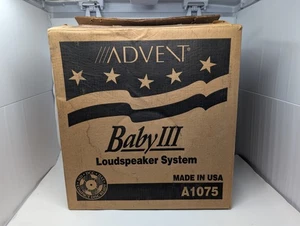 ADVENT
Baby III
Loudspeaker System
MADE IN USA
A1075